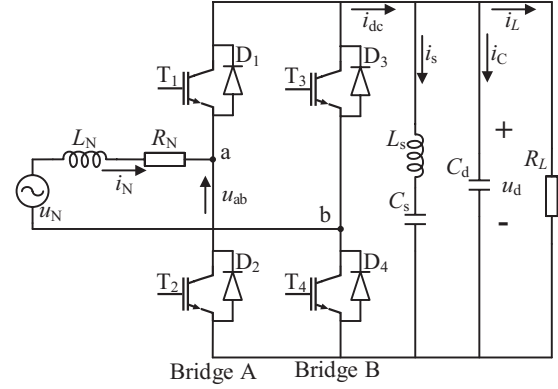 i_dc
i_L
D_1
D_3
i_s
i_C
T_1
T_3
L_N
R_N
a
L_s
+
R_L
i_N
u_ab
C_s
C_d
u_d
u_N
b
-
D_2
D_4
T_2
T_4
Bridge A
Bridge B